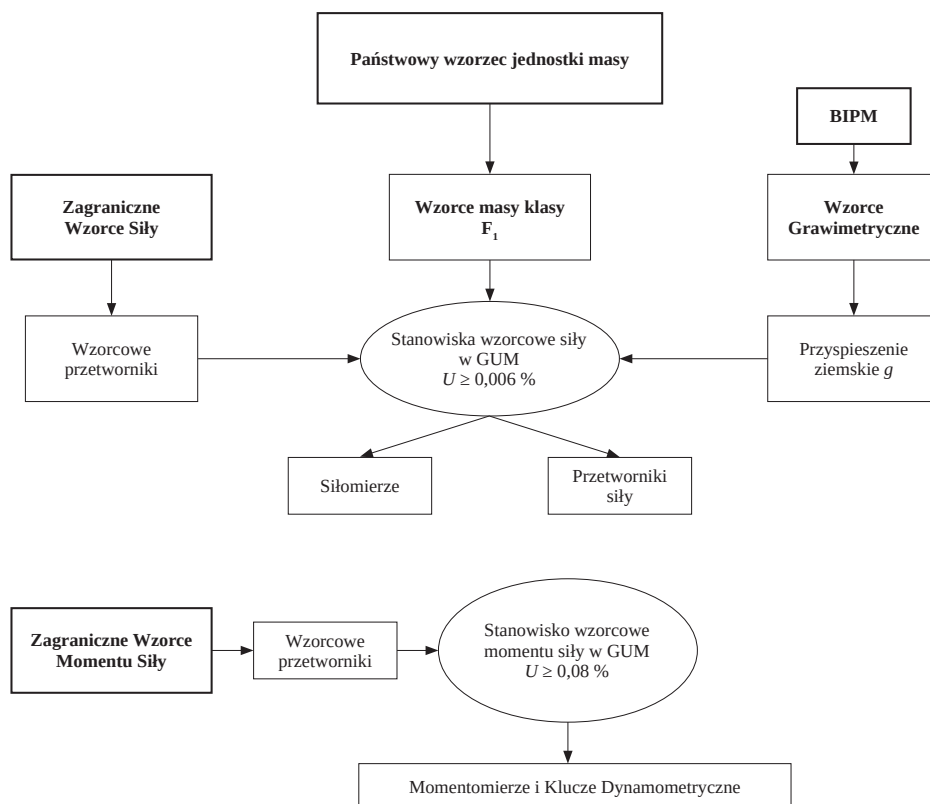 Państwowy wzorzec jednostki masy
BIPM
Zagraniczne
Wzorce Siły
Wzorce masy klasy
F₁
Wzorce
Grawimetryczne
Wzorcowe
przetworniki
Stanowiska wzorcowe siły
w GUM
U ≥ 0,006 %
Przyspieszenie
ziemskie g
Siłomierze
Przetworniki
siły
Zagraniczne Wzorce
Momentu Siły
Wzorcowe
przetworniki
Stanowisko wzorcowe
momentu siły w GUM
U ≥ 0,08 %
Momentomierze i Klucze Dynamometryczne